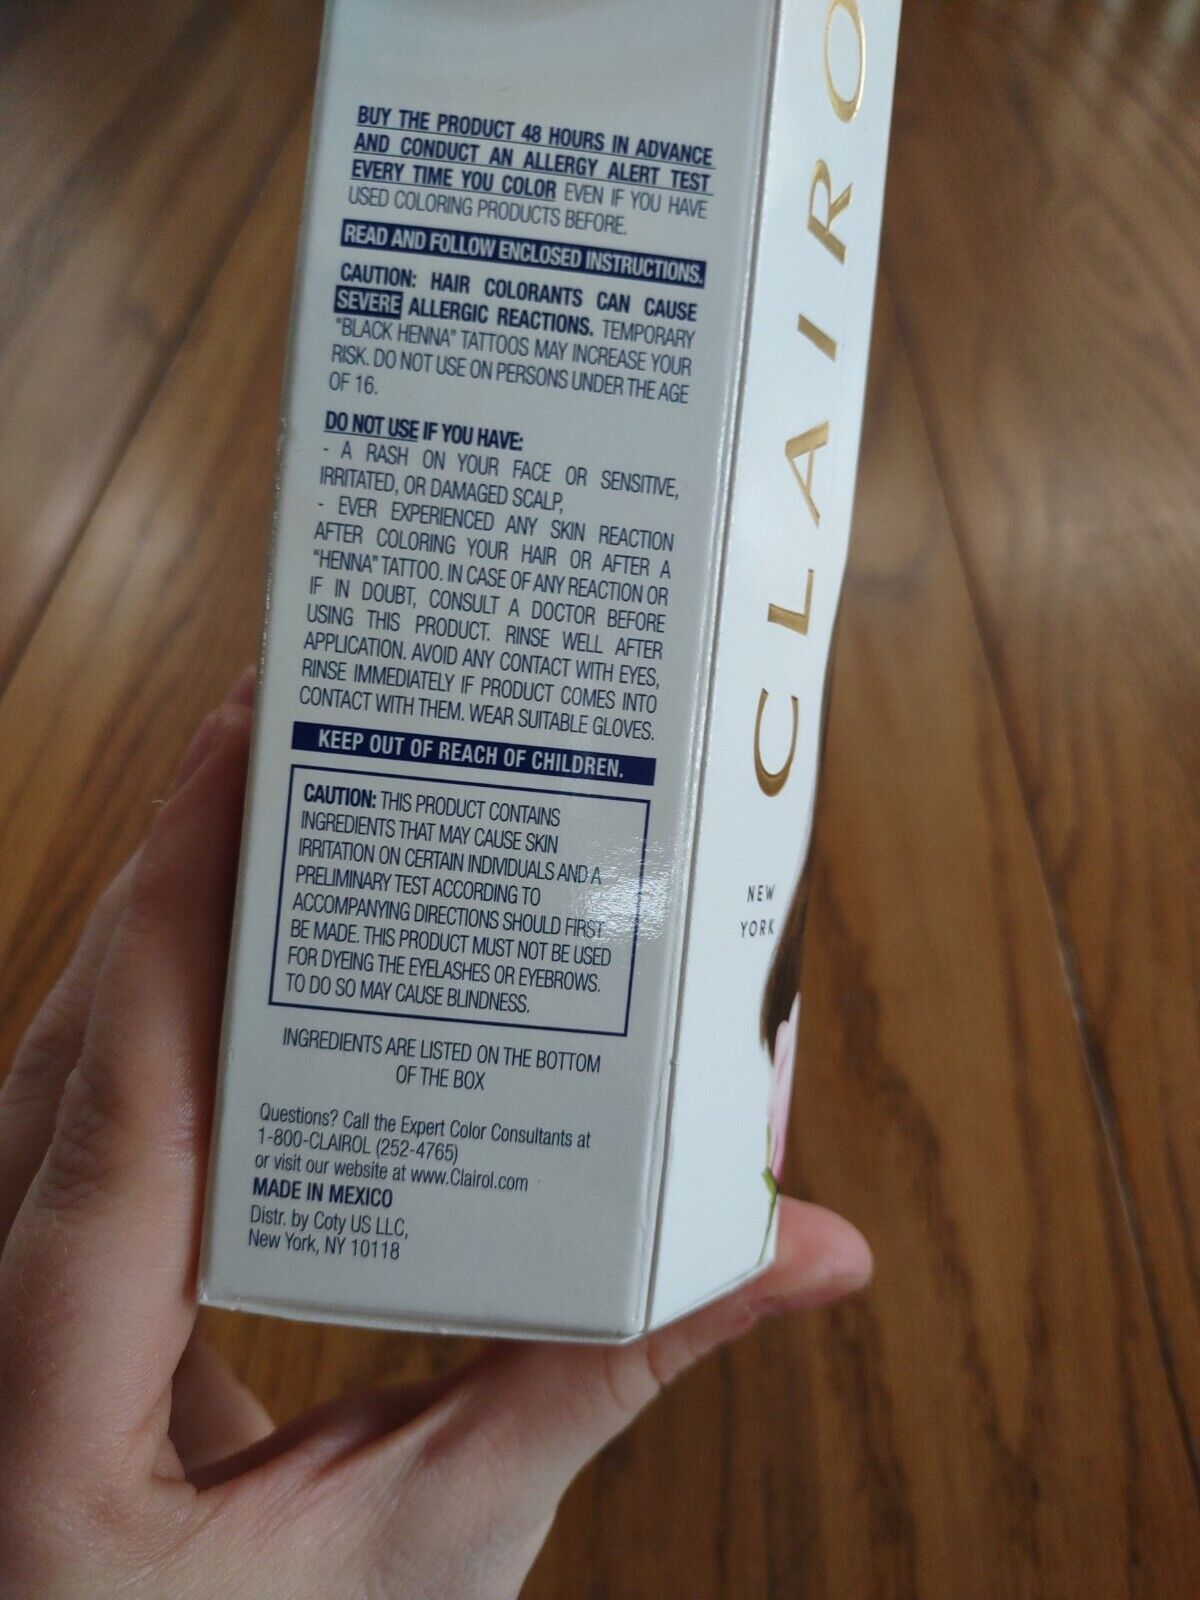 BUY THE PRODUCT 48 HOURS IN ADVANCE
AND CONDUCT AN ALLERGY ALERT TEST
EVERY TIME YOU COLOR EVEN IF YOU HAVE
USED COLORING PRODUCTS BEFORE.
READ AND FOLLOW ENCLOSED INSTRUCTIONS.
CAUTION: HAIR COLORANTS CAN CAUSE
SEVERE ALLERGIC REACTIONS. TEMPORARY
"BLACK HENNA" TATTOOS MAY INCREASE YOUR
RISK. DO NOT USE ON PERSONS UNDER THE AGE
OF 16.
DO NOT USE IF YOU HAVE:
- A RASH ON YOUR FACE OR SENSITIVE,
IRRITATED, OR DAMAGED SCALP,
- EVER EXPERIENCED ANY SKIN REACTION
AFTER COLORING YOUR HAIR OR AFTER A
"HENNA" TATTOO. IN CASE OF ANY REACTION OR
IF IN DOUBT, CONSULT A DOCTOR BEFORE
USING THIS PRODUCT. RINSE WELL AFTER
APPLICATION. AVOID ANY CONTACT WITH EYES,
RINSE IMMEDIATELY IF PRODUCT COMES INTO
CONTACT WITH THEM. WEAR SUITABLE GLOVES.
KEEP OUT OF REACH OF CHILDREN.
CAUTION: THIS PRODUCT CONTAINS
INGREDIENTS THAT MAY CAUSE SKIN
IRRITATION ON CERTAIN INDIVIDUALS AND A
PRELIMINARY TEST ACCORDING TO
ACCOMPANYING DIRECTIONS SHOULD FIRST
BE MADE. THIS PRODUCT MUST NOT BE USED
FOR DYEING THE EYELASHES OR EYEBROWS.
TO DO SO MAY CAUSE BLINDNESS.
INGREDIENTS ARE LISTED ON THE BOTTOM
OF THE BOX
Questions? Call the Expert Color Consultants at
1-800-CLAIROL (252-4765)
or visit our website at www.Clairol.com
MADE IN MEXICO
Distr. by Coty US LLC,
New York, NY 10118
CLAIRO
NEW
YORK